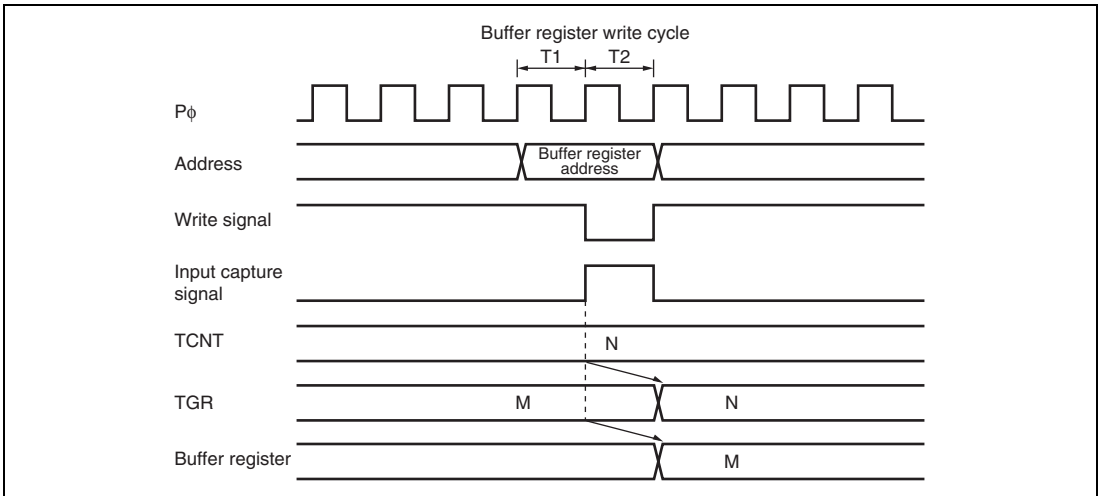 Buffer register write cycle
T1 T2
Pϕ
Address
Buffer register
address
Write signal
Input capture
signal
TCNT
N
TGR
M N
Buffer register
M